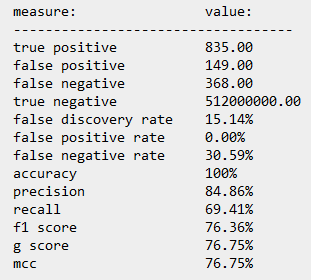 measure: value:
-----------------------------------
true positive 835.00
false positive 149.00
false negative 368.00
true negative 512000000.00
false discovery rate 15.14%
false positive rate 0.00%
false negative rate 30.59%
accuracy 100%
precision 84.86%
recall 69.41%
f1 score 76.36%
g score 76.75%
mcc 76.75%